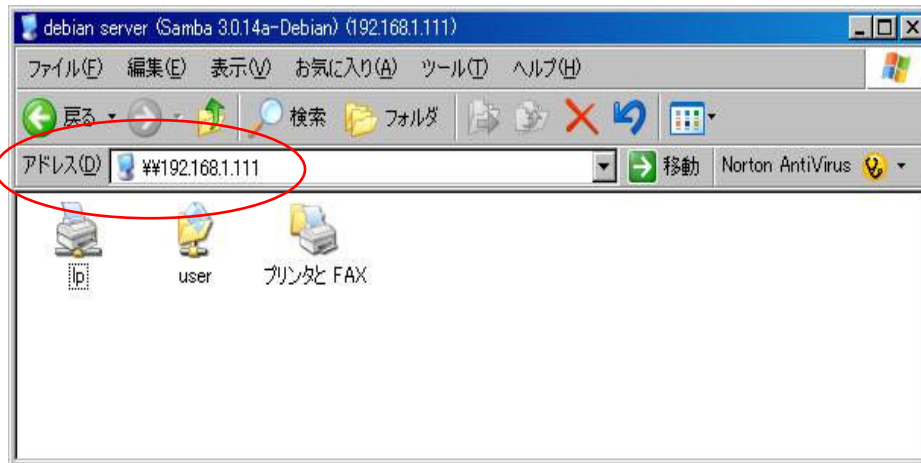 debian server (Samba 3.0.14a-Debian) (192.168.1.111)
ファイル(F) 編集(E) 表示(V) お気に入り(A) ツール(T) ヘルプ(H)
戻る 検索 フォルダ
アドレス(D) ¥¥192.168.1.111 移動 Norton AntiVirus
lp user プリンタと FAX